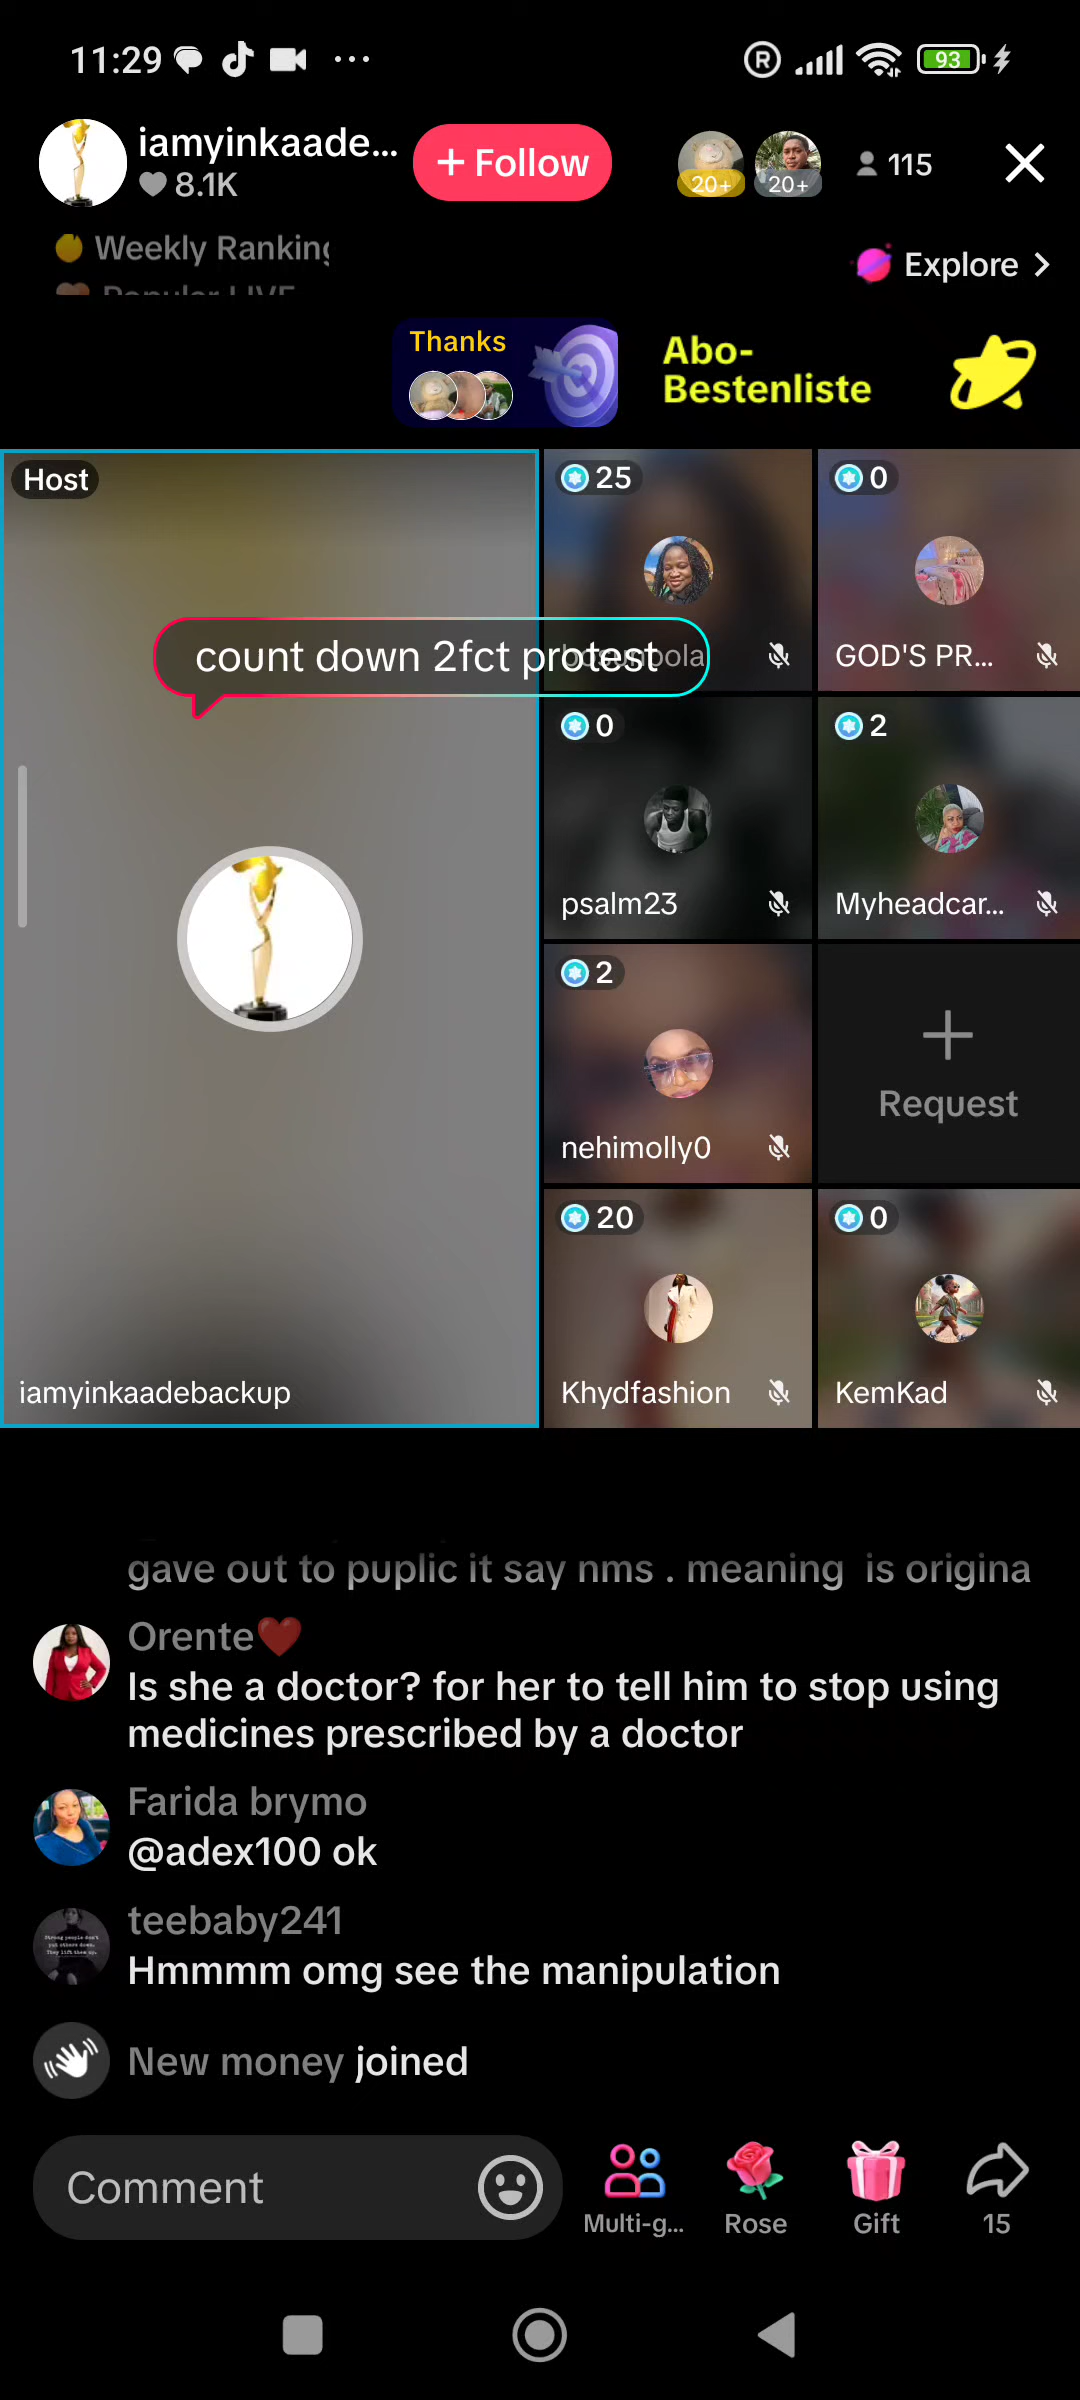 11:29
93
iamyinkaade...
8.1K
+ Follow
20+
20+
115
Weekly Ranking
Popular LIVE
Explore
Thanks
Abo-
Bestenliste
Host
25
0
count down 2fct protest
GOD'S PR...
0
2
psalm23
Myheadcar...
2
nehimolly0
Request
20
0
iamyinkaadebackup
Khydfashion
KemKad
gave out to puplic it say nms . meaning is origina
Orente❤️
Is she a doctor? for her to tell him to stop using
medicines prescribed by a doctor
Farida brymo
@adex100 ok
teebaby241
Hmmmm omg see the manipulation
New money joined
Comment
Multi-g...
Rose
Gift
15